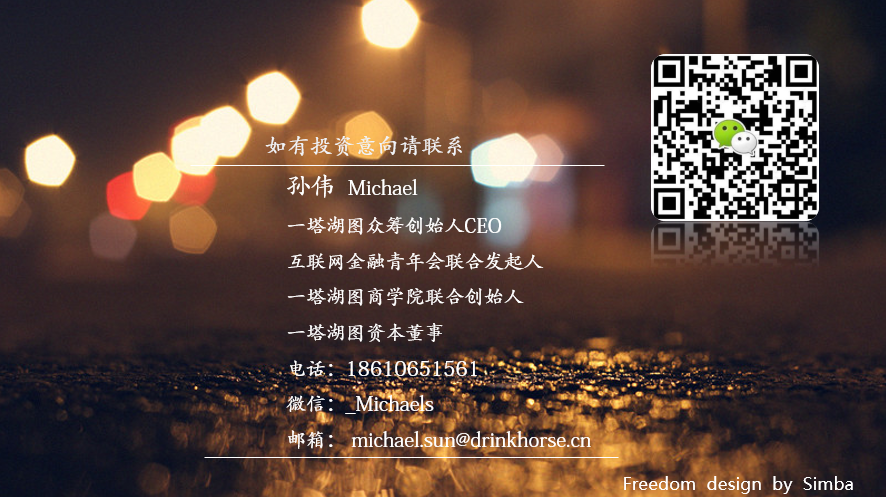 如有投资意向请联系
孙伟 Michael
一塔湖图众筹创始人CEO
互联网金融青年会联合发起人
一塔湖图商学院联合创始人
一塔湖图资本董事
电话：18610651561
微信：_Michaels
邮箱： michael.sun@drinkhorse.cn
Freedom design by Simba